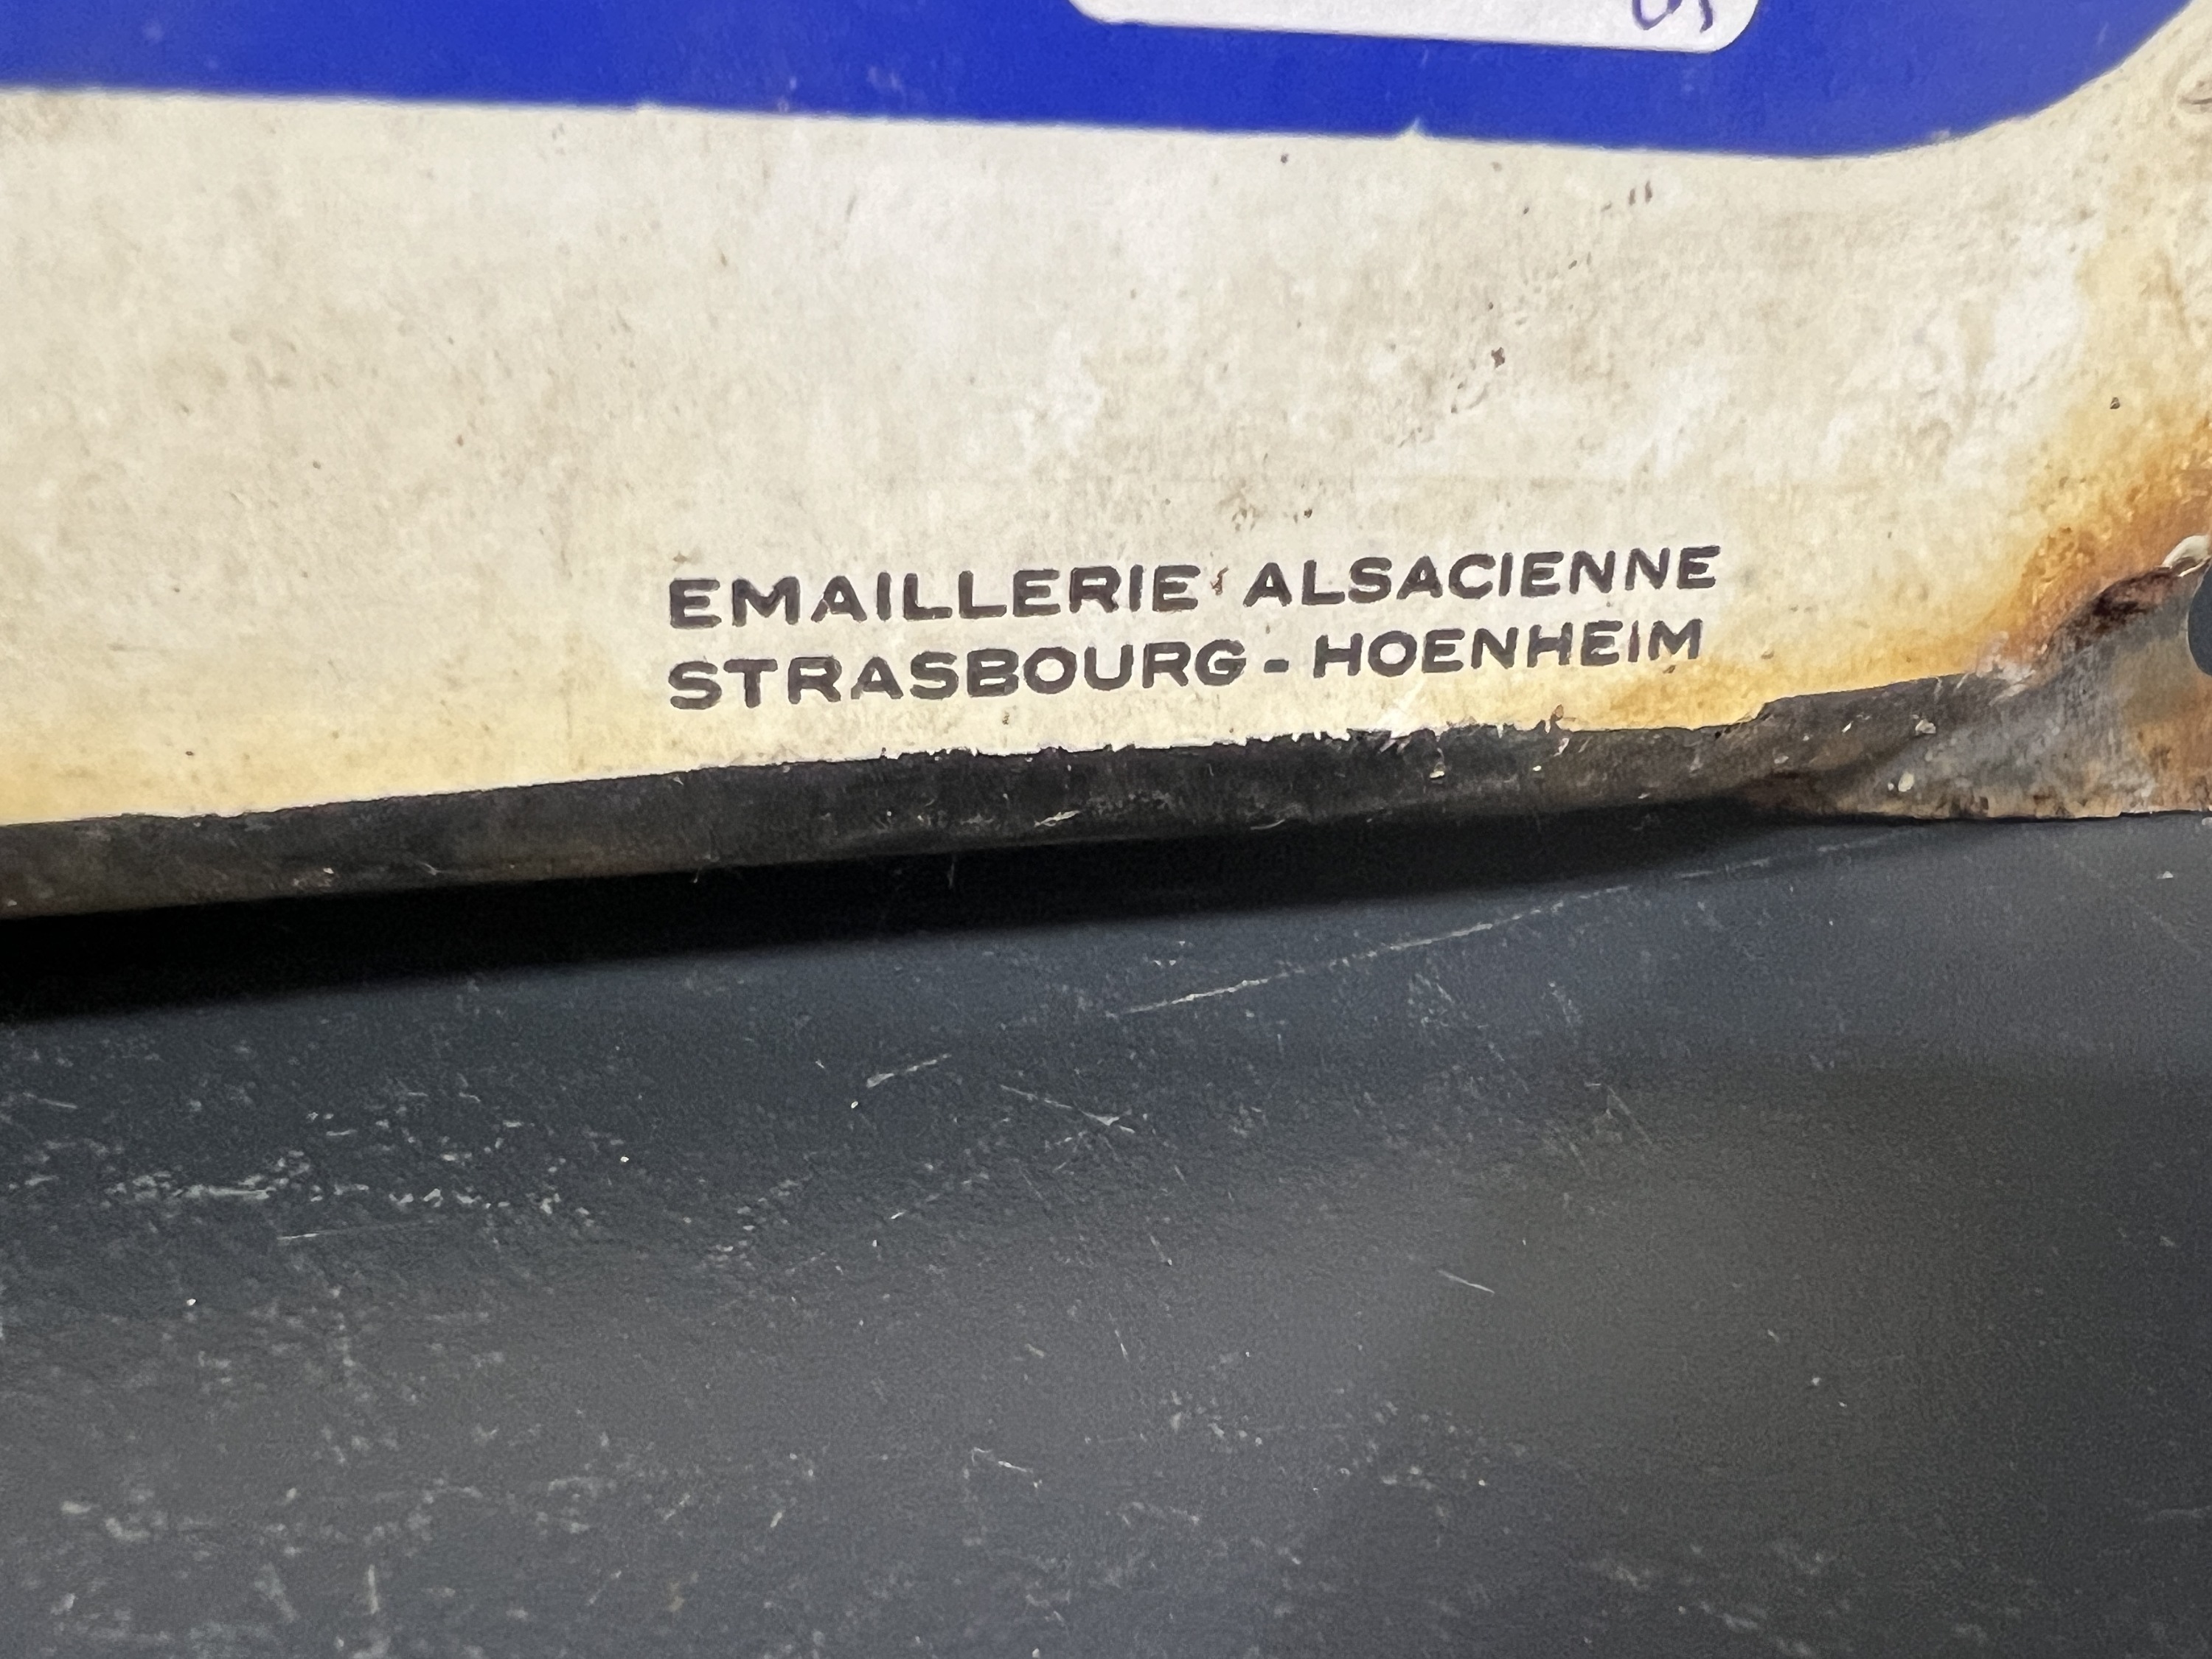 EMAILLERIE ALSACIENNE
STRASBOURG - HOENHEIM